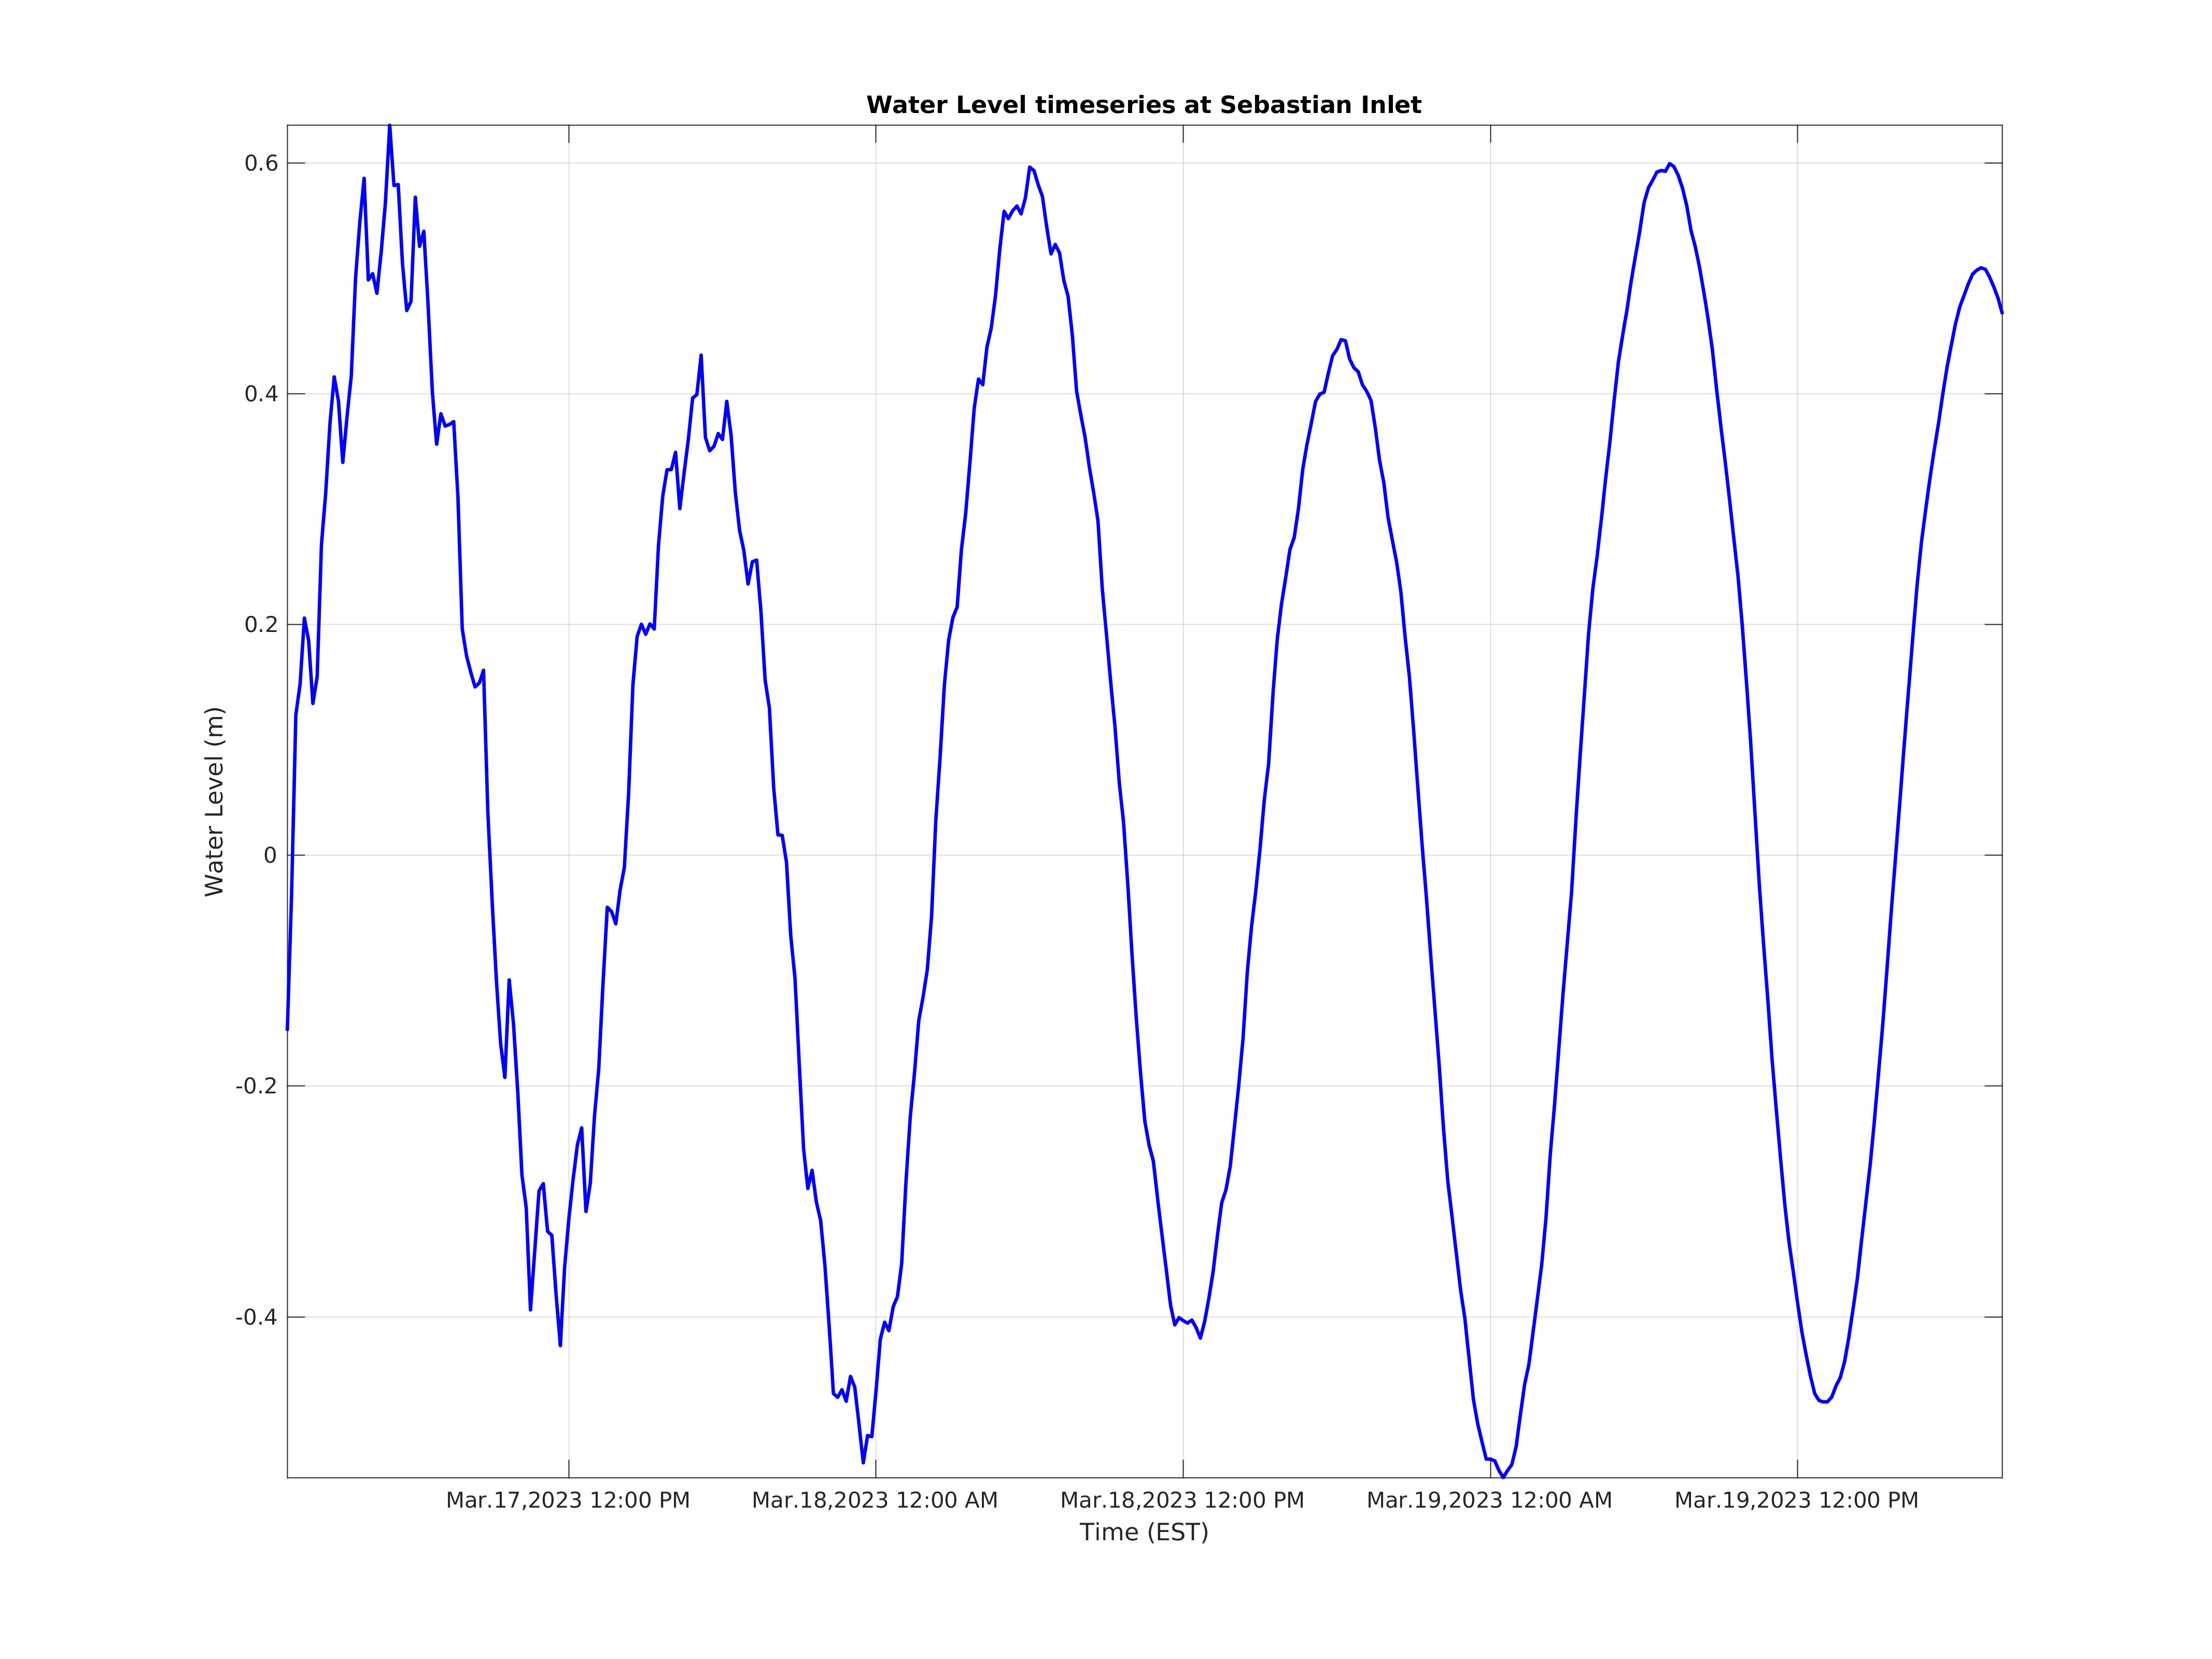 Water Level timeseries at Sebastian Inlet
0.6
0.4
0.2
0
-0.2
-0.4
Water Level (m)
Mar.17,2023 12:00 PM Mar.18,2023 12:00 AM Mar.18,2023 12:00 PM Mar.19,2023 12:00 AM Mar.19,2023 12:00 PM
Time (EST)